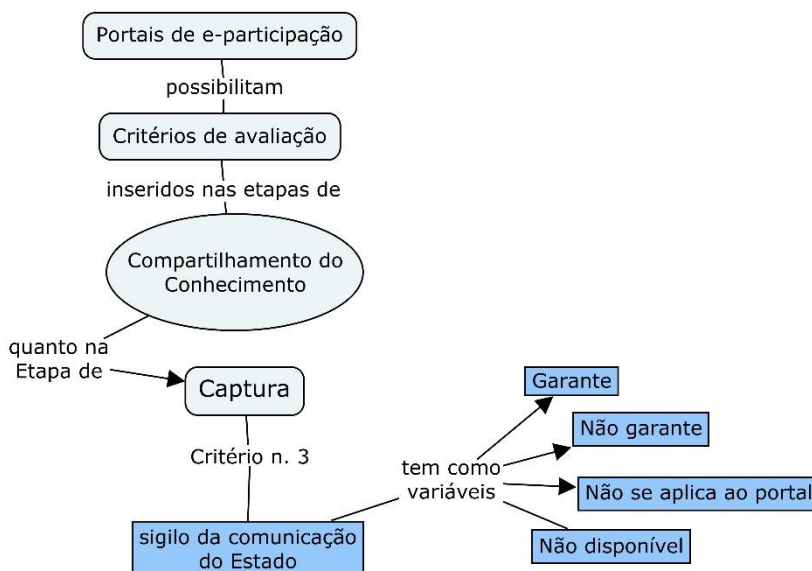 Portais de e-participação
possibilitam
Critérios de avaliação
inseridos nas etapas de
Compartilhamento do
Conhecimento
quanto na
Etapa de
Captura
Critério n. 3
sigilo da comunicação
do Estado
tem como
variáveis
Garante
Não garante
Não se aplica ao portal
Não disponível